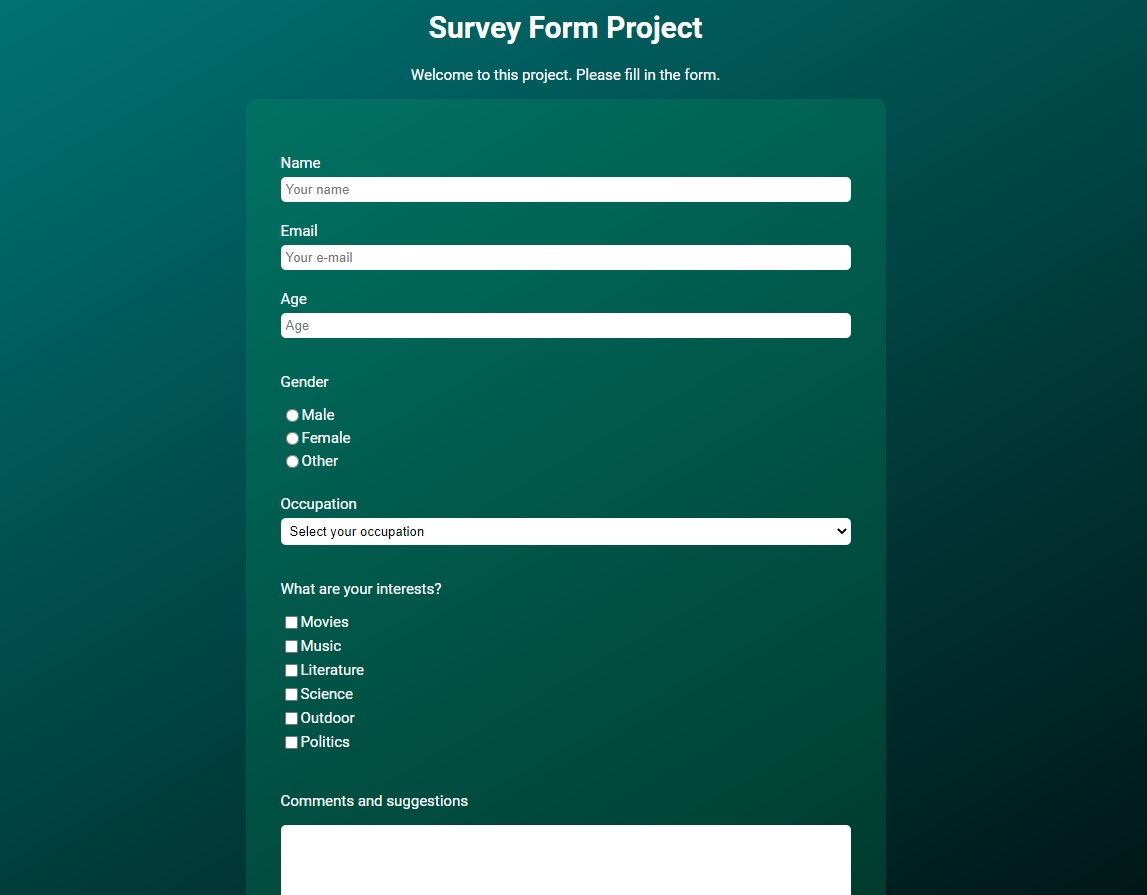 Survey Form Project
Welcome to this project. Please fill in the form.
Name
Your name
Email
Your e-mail
Age
Age
Gender
Male
Female
Other
Occupation
Select your occupation
What are your interests?
Movies
Music
Literature
Science
Outdoor
Politics
Comments and suggestions